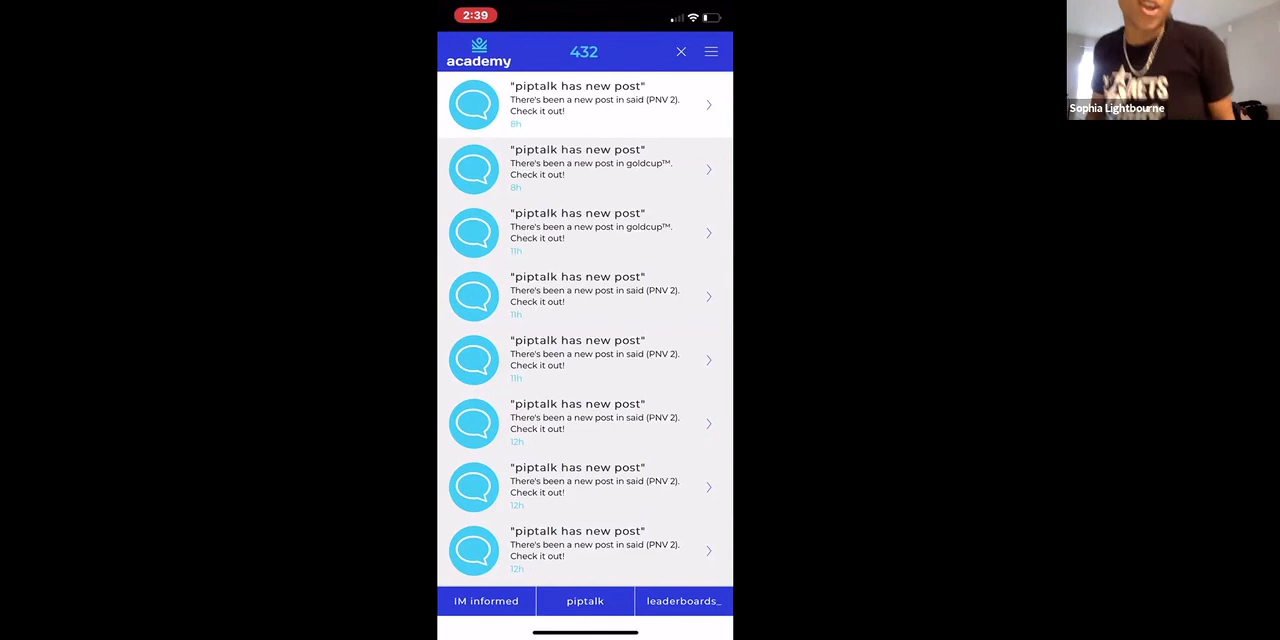 2:39
academy
432
"piptalk has new post"
There's been a new post in said (PNV 2).
Check it out!
8h
"piptalk has new post"
There's been a new post in goldcup™.
Check it out!
8h
"piptalk has new post"
There's been a new post in goldcup™.
Check it out!
11h
"piptalk has new post"
There's been a new post in said (PNV 2).
Check it out!
11h
"piptalk has new post"
There's been a new post in said (PNV 2).
Check it out!
11h
"piptalk has new post"
There's been a new post in said (PNV 2).
Check it out!
12h
"piptalk has new post"
There's been a new post in said (PNV 2).
Check it out!
12h
"piptalk has new post"
There's been a new post in said (PNV 2).
Check it out!
12h
IM informed
piptalk
leaderboards_
Sophia Lightbourne